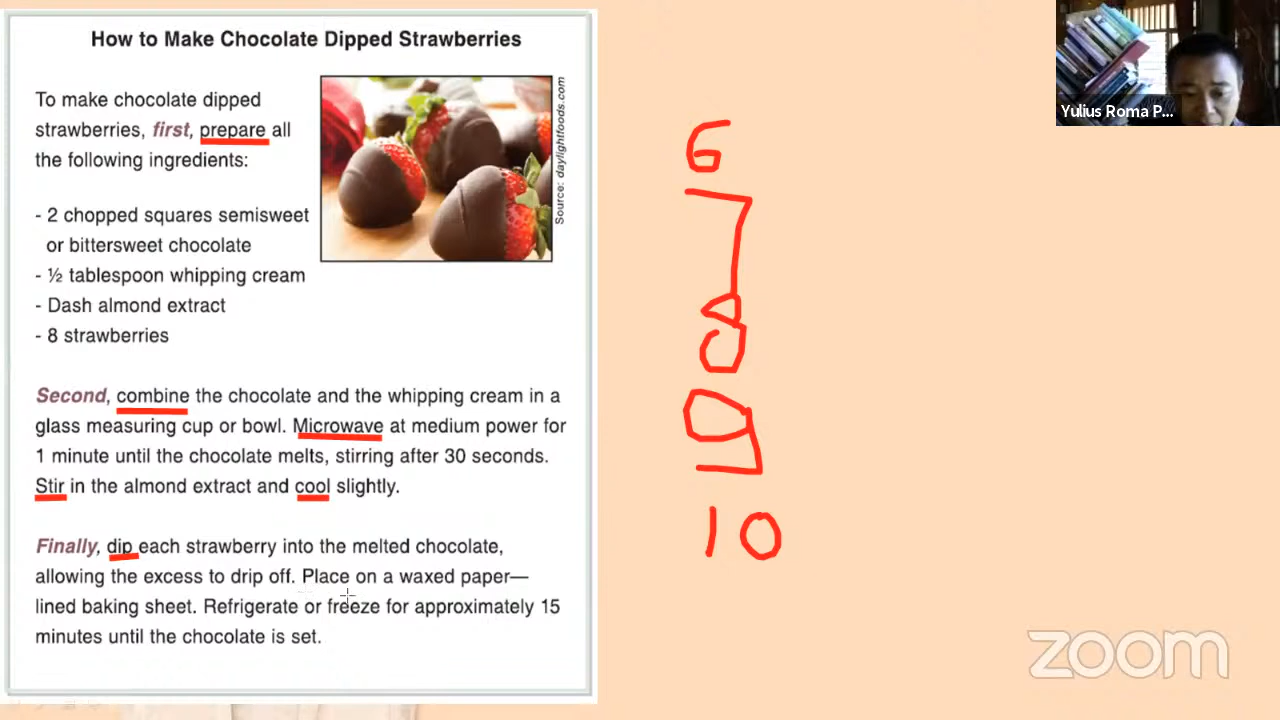 How to Make Chocolate Dipped Strawberries
To make chocolate dipped
strawberries, first, prepare all
the following ingredients:
- 2 chopped squares semisweet
or bittersweet chocolate
- ½ tablespoon whipping cream
- Dash almond extract
- 8 strawberries
Source: daylightfoods.com
Second, combine the chocolate and the whipping cream in a
glass measuring cup or bowl. Microwave at medium power for
1 minute until the chocolate melts, stirring after 30 seconds.
Stir in the almond extract and cool slightly.
Finally, dip each strawberry into the melted chocolate,
allowing the excess to drip off. Place on a waxed paper—
lined baking sheet. Refrigerate or freeze for approximately 15
minutes until the chocolate is set.
6
7
8
9
10
Yulius Roma P...
zoom